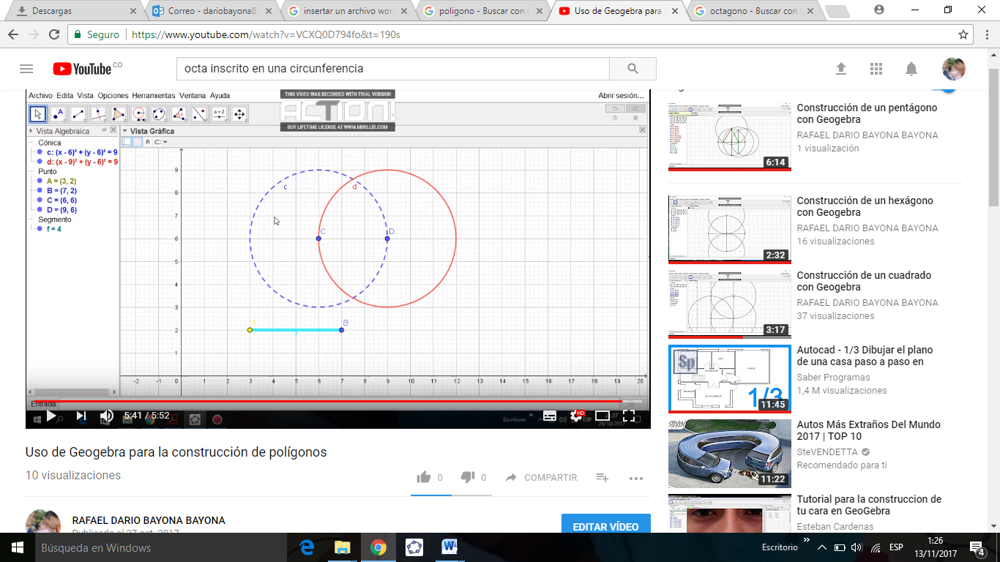 Descargas
Correo - dariobayona85
insertar un archivo wor
poligono - Buscar con G
Uso de Geogebra para
octagono - Buscar con
Seguro
https://www.youtube.com/watch?v=VCXQ0D794fo&t=190s
YouTube CO
octa inscrito en una circunferencia
Archivo Edita Vista Opciones Herramientas Ventana Ayuda
THIS VIDEO WAS RECORDED WITH TRIAL VERSION
ACTION!
BUY LIFETIME LICENSE AT WWW.MIRILLIS.COM
Abrir sesión...
a=2
Vista Algebraica
Vista Gráfica
Cónica
c: (x - 6)² + (y - 6)² = 9
d: (x - 9)² + (y - 6)² = 9
Punto
A = (3, 2)
B = (7, 2)
C = (6, 6)
D = (9, 6)
Segmento
f = 4
9
8
7
6
5
4
3
2
1
c
d
C
D
A
B
f
-2 -1 0 1 2 3 4 5 6 7 8 9 10 11 12 13 14 15 16 17 18 19 20
Entrada:
5:41 / 5:52
HD
Escritorio
ESP
26/10/2017
Uso de Geogebra para la construcción de polígonos
10 visualizaciones
0
0
COMPARTIR
RAFAEL DARIO BAYONA BAYONA
Publicado el 27 oct. 2017
EDITAR VÍDEO
Construcción de un pentágono
con Geogebra
RAFAEL DARIO BAYONA BAYONA
1 visualización
6:14
Construcción de un hexágono
con Geogebra
RAFAEL DARIO BAYONA BAYONA
16 visualizaciones
2:32
Construcción de un cuadrado
con Geogebra
RAFAEL DARIO BAYONA BAYONA
37 visualizaciones
3:17
Autocad - 1/3 Dibujar el plano
de una casa paso a paso en
Saber Programas
1,4 M visualizaciones
Sp
1/3
11:45
Autos Más Extraños Del Mundo
2017 | TOP 10
SteVENDETTA
Recomendado para ti
STEVEN
11:22
Tutorial para la construccion de
tu cara en GeoGebra
Esteban Cardenas
Búsqueda en Windows
Escritorio
ESP
1:26
13/11/2017
4